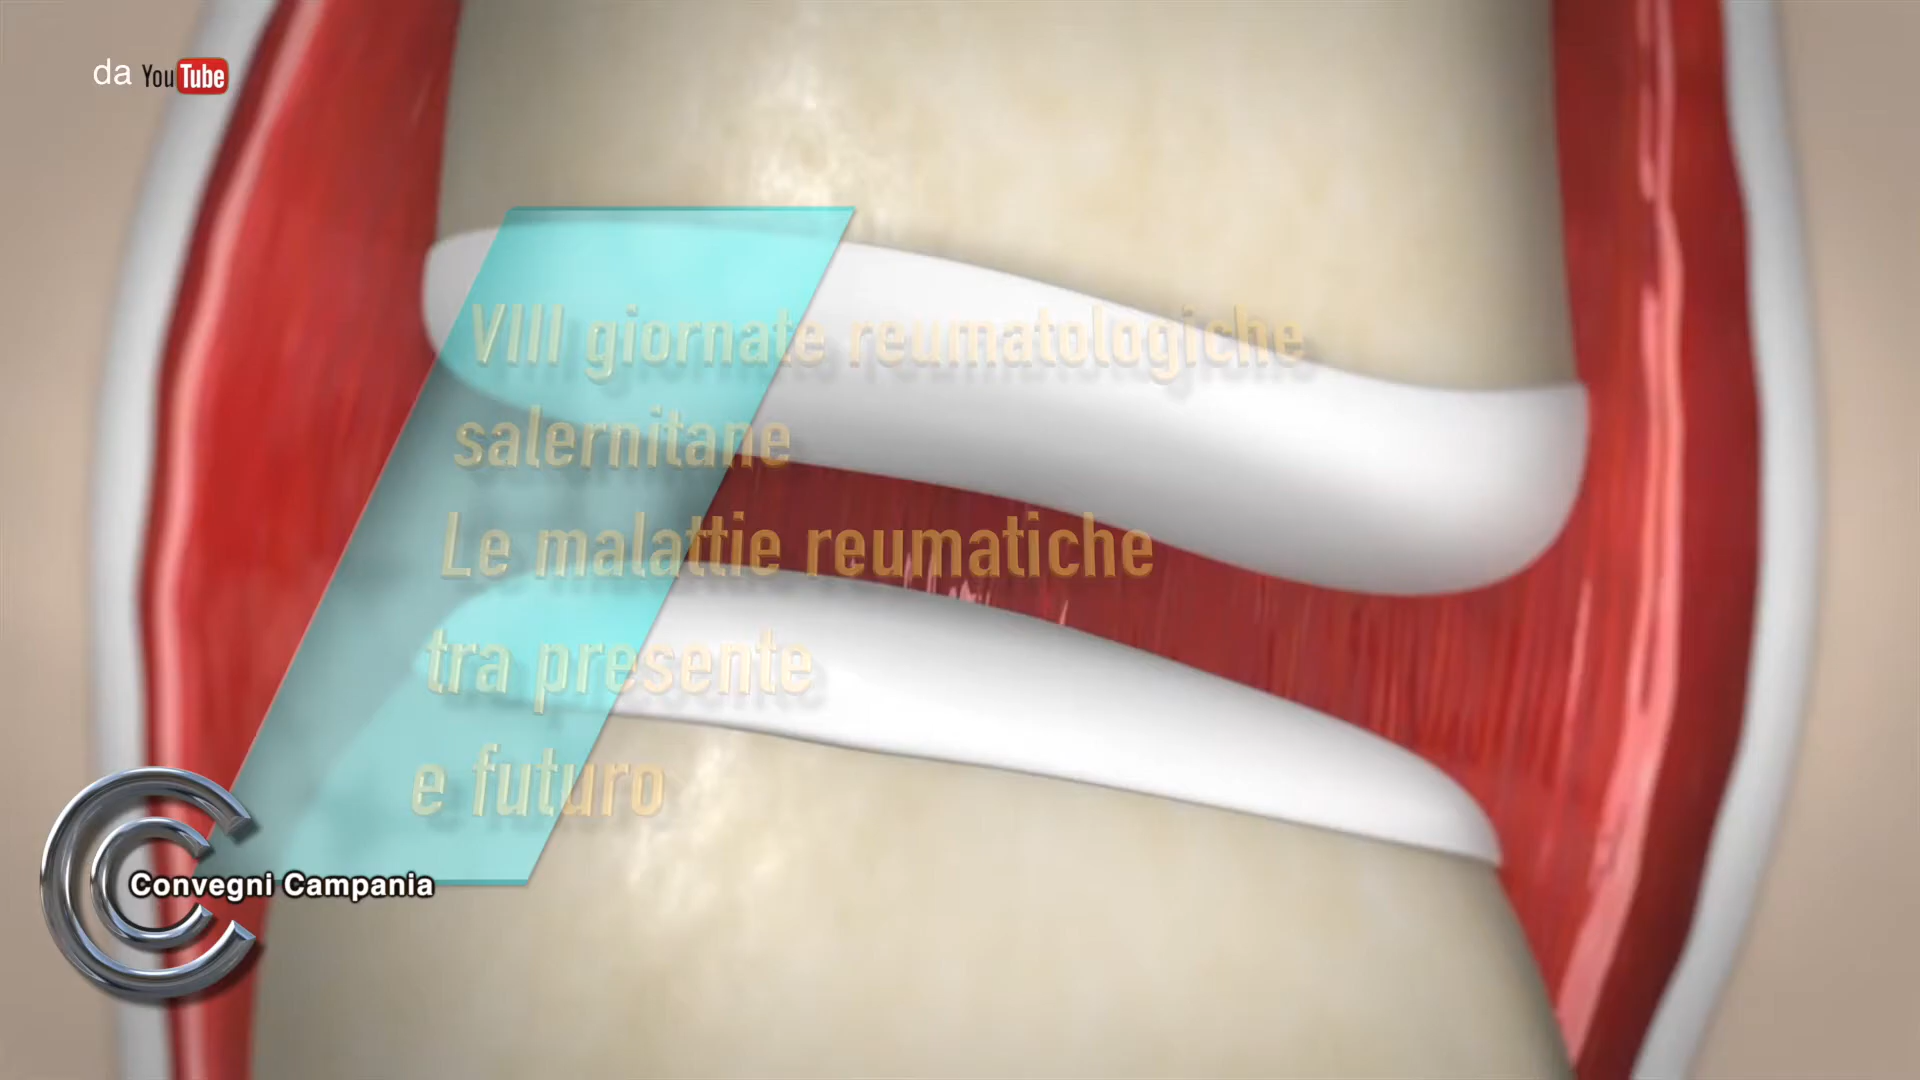 da YouTube
VIII giornate reumatologiche
salernitane
Le malattie reumatiche
tra presente
e futuro
Convegni Campania